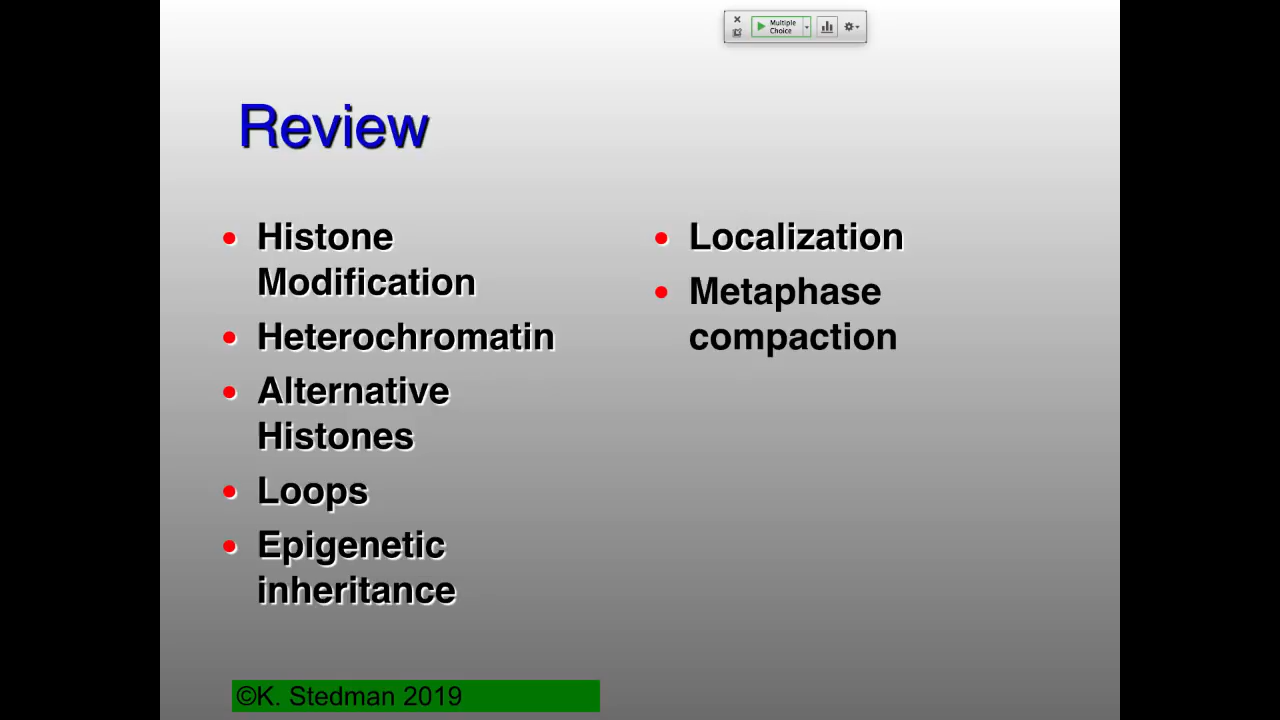 Multiple
Choice
Review
• Histone
Modification
• Heterochromatin
• Alternative
Histones
• Loops
• Epigenetic
inheritance
• Localization
• Metaphase
compaction
©K. Stedman 2019